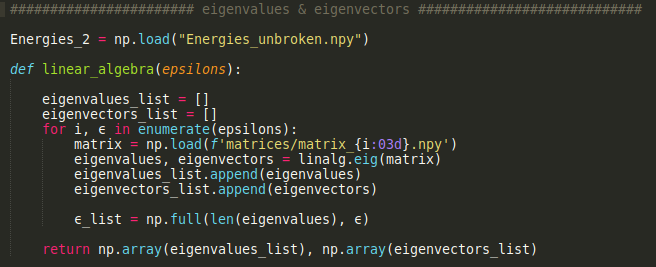 ####################### eigenvalues & eigenvectors ############################
Energies_2 = np.load("Energies_unbroken.npy")
def linear_algebra(epsilons):
    eigenvalues_list = []
    eigenvectors_list = []
    for i, ϵ in enumerate(epsilons):
        matrix = np.load(f'matrices/matrix_{i:03d}.npy')
        eigenvalues, eigenvectors = linalg.eig(matrix)
        eigenvalues_list.append(eigenvalues)
        eigenvectors_list.append(eigenvectors)
        ϵ_list = np.full(len(eigenvalues), ϵ)
    return np.array(eigenvalues_list), np.array(eigenvectors_list)